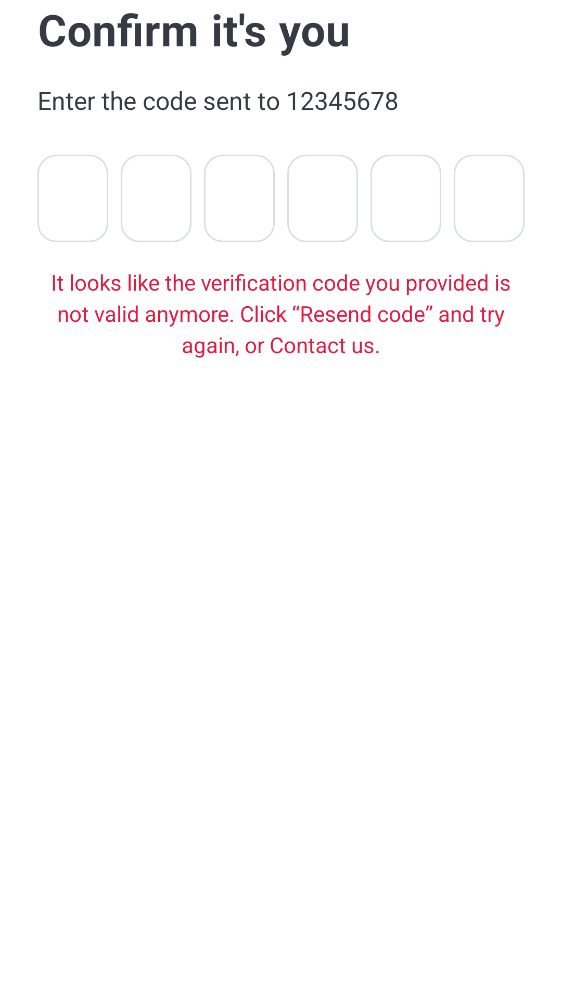 Confirm it's you
Enter the code sent to 12345678
It looks like the verification code you provided is
not valid anymore. Click “Resend code” and try
again, or Contact us.